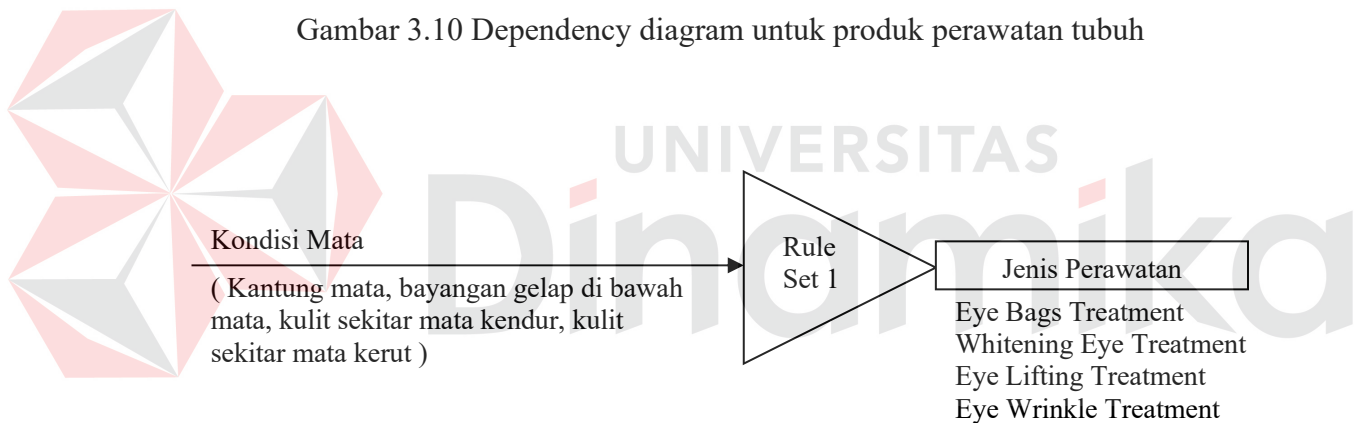 Gambar 3.10 Dependency diagram untuk produk perawatan tubuh
UNIVERSITAS
Dinamika
Kondisi Mata
( Kantung mata, bayangan gelap di bawah
mata, kulit sekitar mata kendur, kulit
sekitar mata kerut )
Rule
Set 1
Jenis Perawatan
Eye Bags Treatment
Whitening Eye Treatment
Eye Lifting Treatment
Eye Wrinkle Treatment